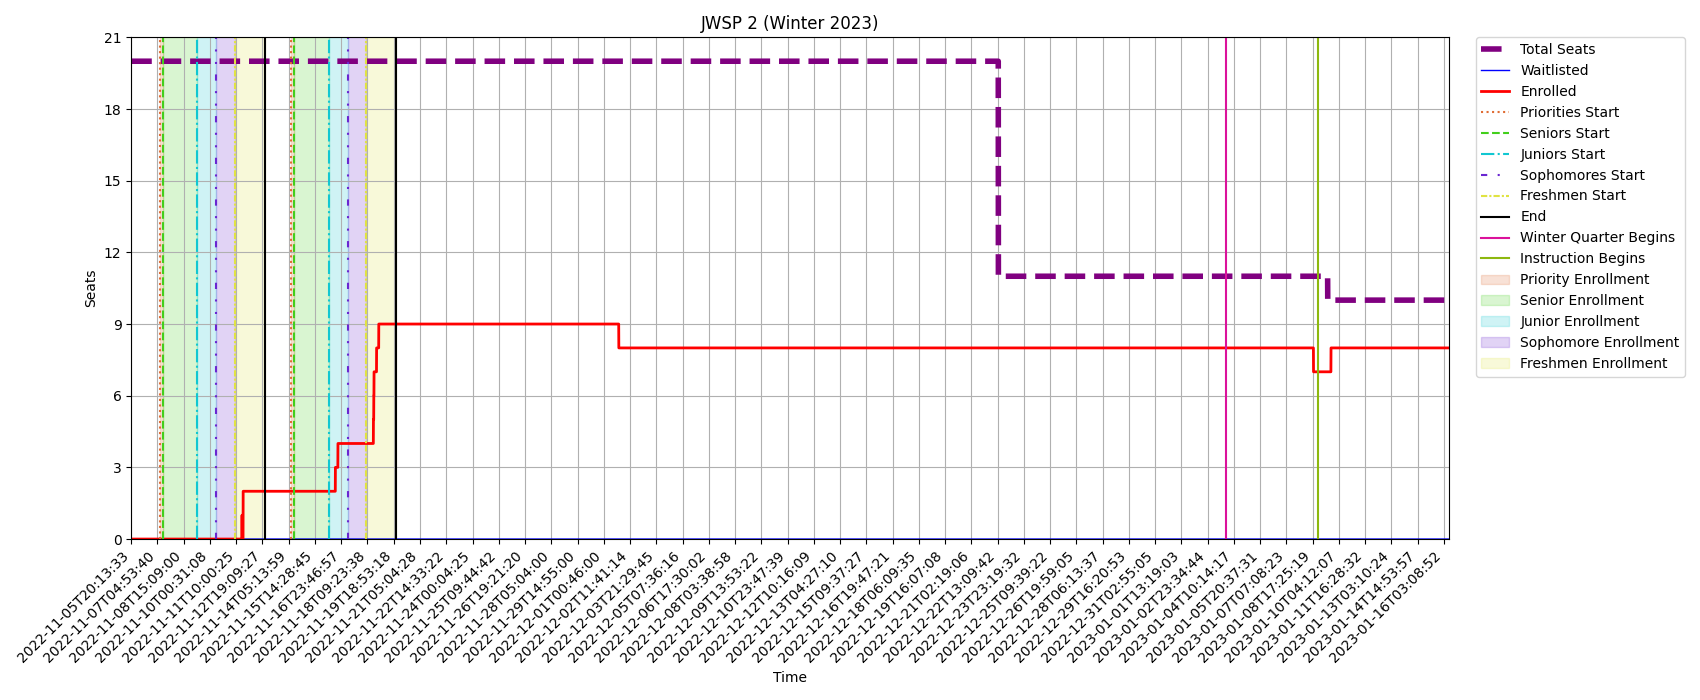 JWSP 2 (Winter 2023)
21
18
15
12
9
6
3
0
Seats
2022-11-05T20:13:33
2022-11-07T04:53:40
2022-11-08T15:09:00
2022-11-10T00:31:08
2022-11-11T10:00:25
2022-11-12T19:09:27
2022-11-14T05:13:59
2022-11-15T14:28:45
2022-11-16T23:46:57
2022-11-18T09:23:38
2022-11-19T18:53:18
2022-11-21T05:04:28
2022-11-22T14:33:22
2022-11-24T00:04:25
2022-11-25T09:44:42
2022-11-26T19:21:20
2022-11-28T05:04:00
2022-11-29T14:55:00
2022-12-01T00:46:00
2022-12-02T11:41:14
2022-12-03T21:29:45
2022-12-05T07:36:16
2022-12-06T17:30:02
2022-12-08T03:38:58
2022-12-09T13:53:22
2022-12-10T23:47:39
2022-12-12T10:16:09
2022-12-13T04:27:10
2022-12-15T09:37:27
2022-12-16T19:47:21
2022-12-18T06:09:35
2022-12-19T16:07:08
2022-12-21T02:19:06
2022-12-22T13:09:42
2022-12-23T23:19:32
2022-12-25T09:39:22
2022-12-26T19:59:05
2022-12-28T06:13:37
2022-12-29T16:20:53
2022-12-31T02:55:05
2023-01-01T13:19:03
2023-01-02T23:34:44
2023-01-04T10:14:17
2023-01-05T20:37:31
2023-01-07T07:08:23
2023-01-08T17:25:19
2023-01-10T04:12:07
2023-01-11T16:28:32
2023-01-13T03:10:24
2023-01-14T14:53:57
2023-01-16T03:08:52
Time
Total Seats
Waitlisted
Enrolled
Priorities Start
Seniors Start
Juniors Start
Sophomores Start
Freshmen Start
End
Winter Quarter Begins
Instruction Begins
Priority Enrollment
Senior Enrollment
Junior Enrollment
Sophomore Enrollment
Freshmen Enrollment